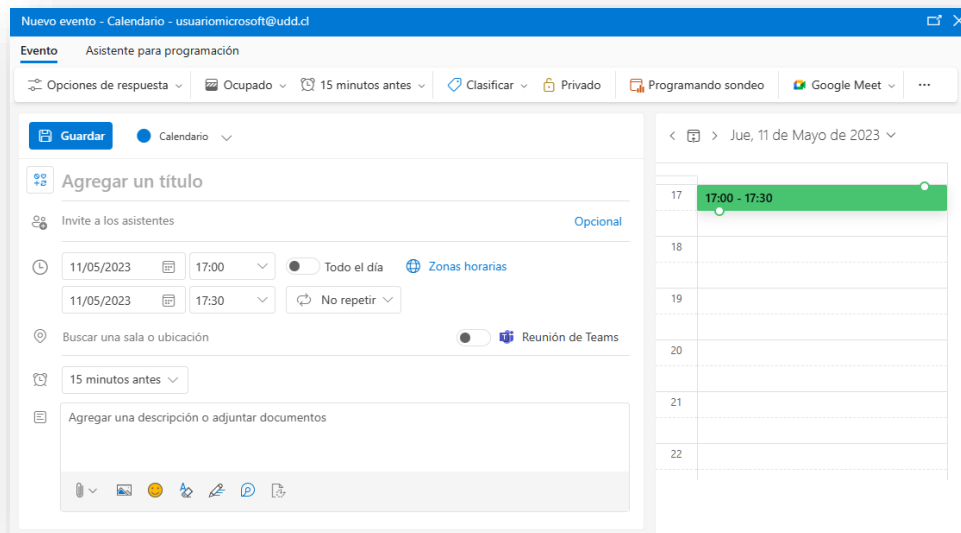 Nuevo evento - Calendario - usuariomicrosoft@udd.cl
Evento Asistente para programación
Opciones de respuesta Ocupado 15 minutos antes Clasificar Privado Programando sondeo Google Meet ...
Guardar Calendario
Jue, 11 de Mayo de 2023
Agregar un título
Invite a los asistentes Opcional
11/05/2023 17:00 Todo el día Zonas horarias
11/05/2023 17:30 No repetir
Buscar una sala o ubicación Reunión de Teams
15 minutos antes
Agregar una descripción o adjuntar documentos
17 17:00 - 17:30
18
19
20
21
22